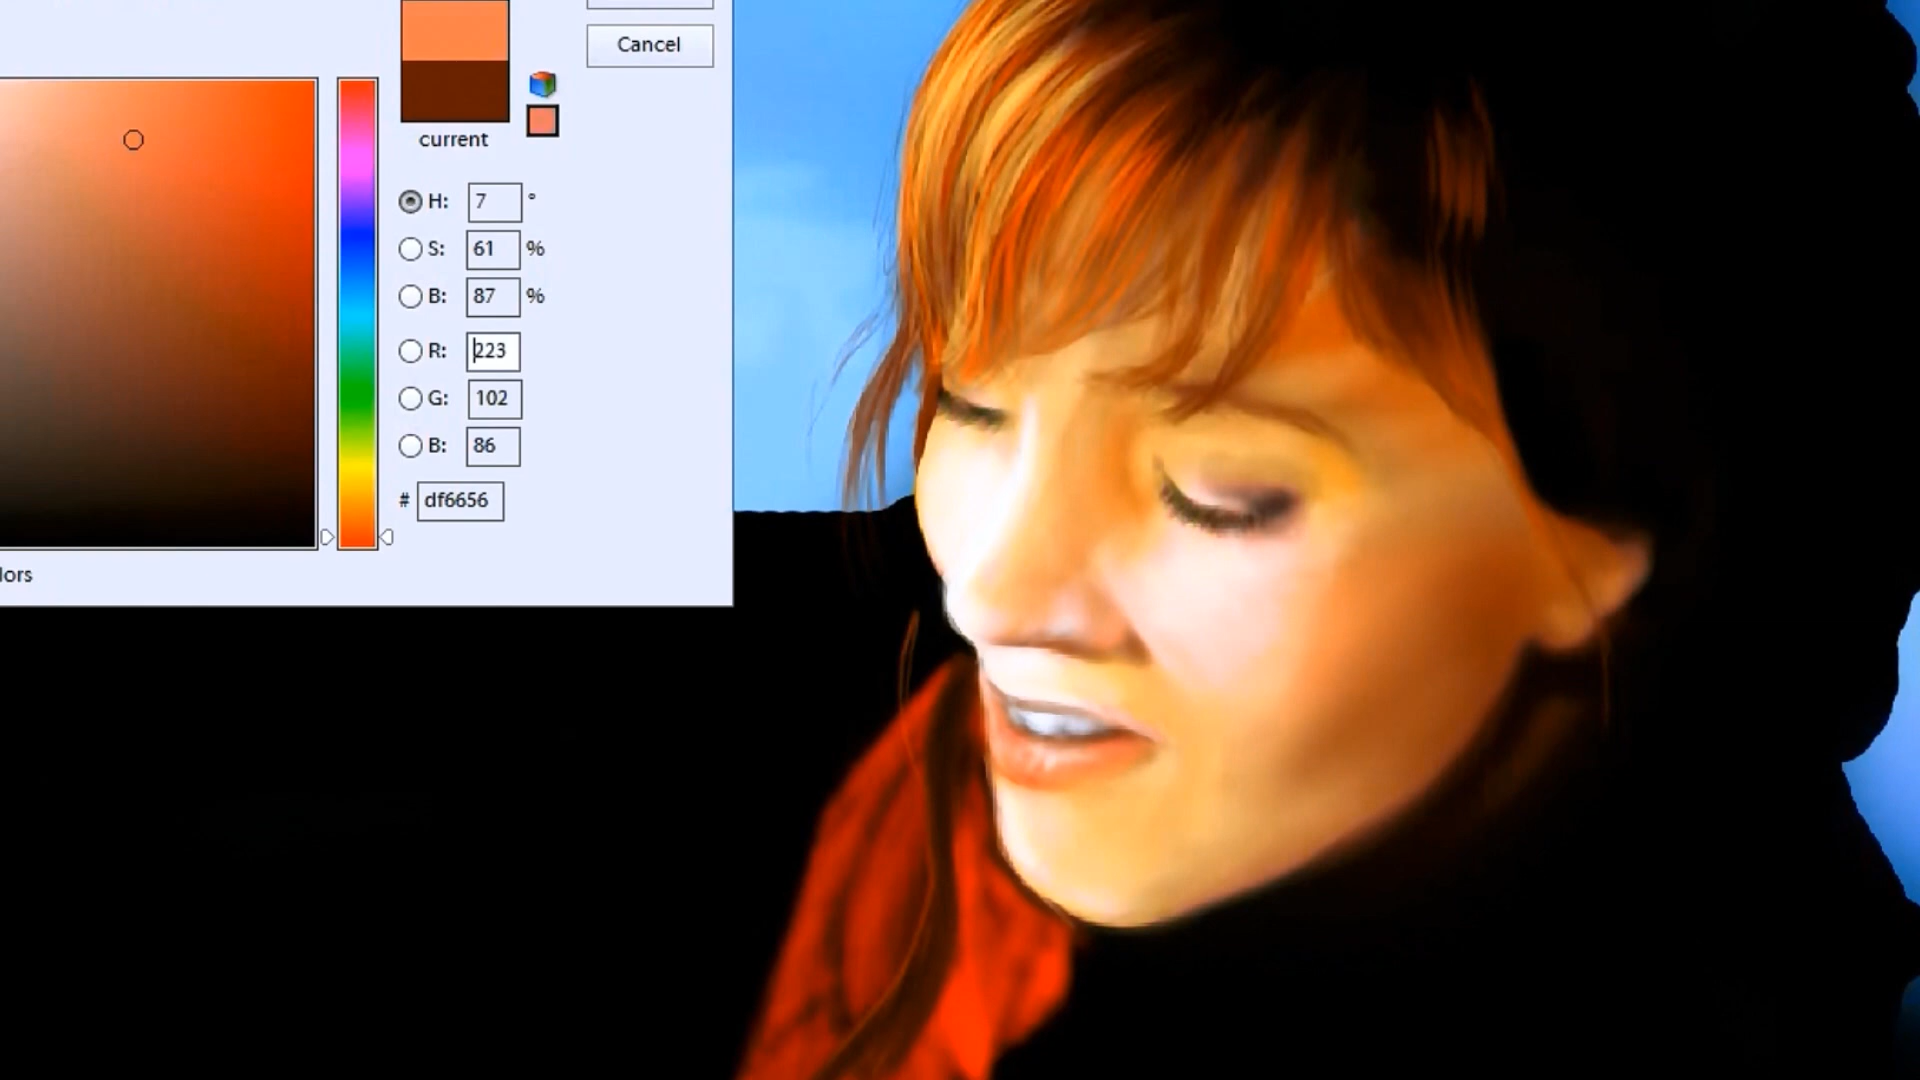 Cancel
current
H: 7 °
S: 61 %
B: 87 %
R: 223
G: 102
B: 86
# df6656
lors